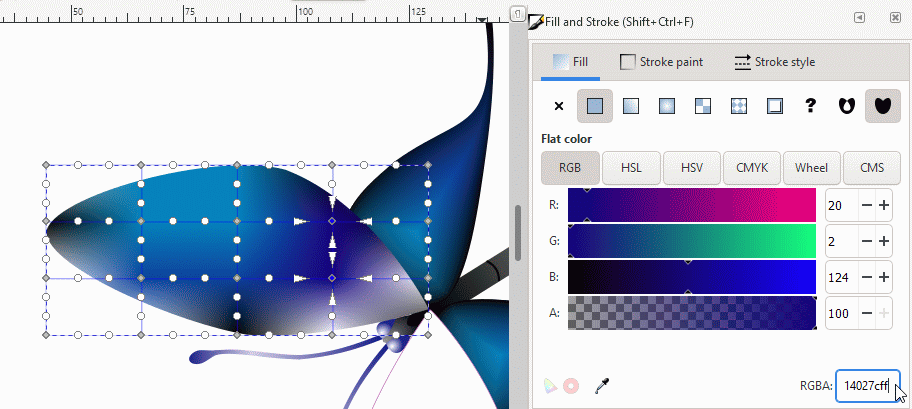 50 75 100 125
Fill and Stroke (Shift+Ctrl+F)
Fill Stroke paint Stroke style
?
Flat color
RGB HSL HSV CMYK Wheel CMS
R: 20 − +
G: 2 − +
B: 124 − +
A: 100 − +
RGBA: 14027cff